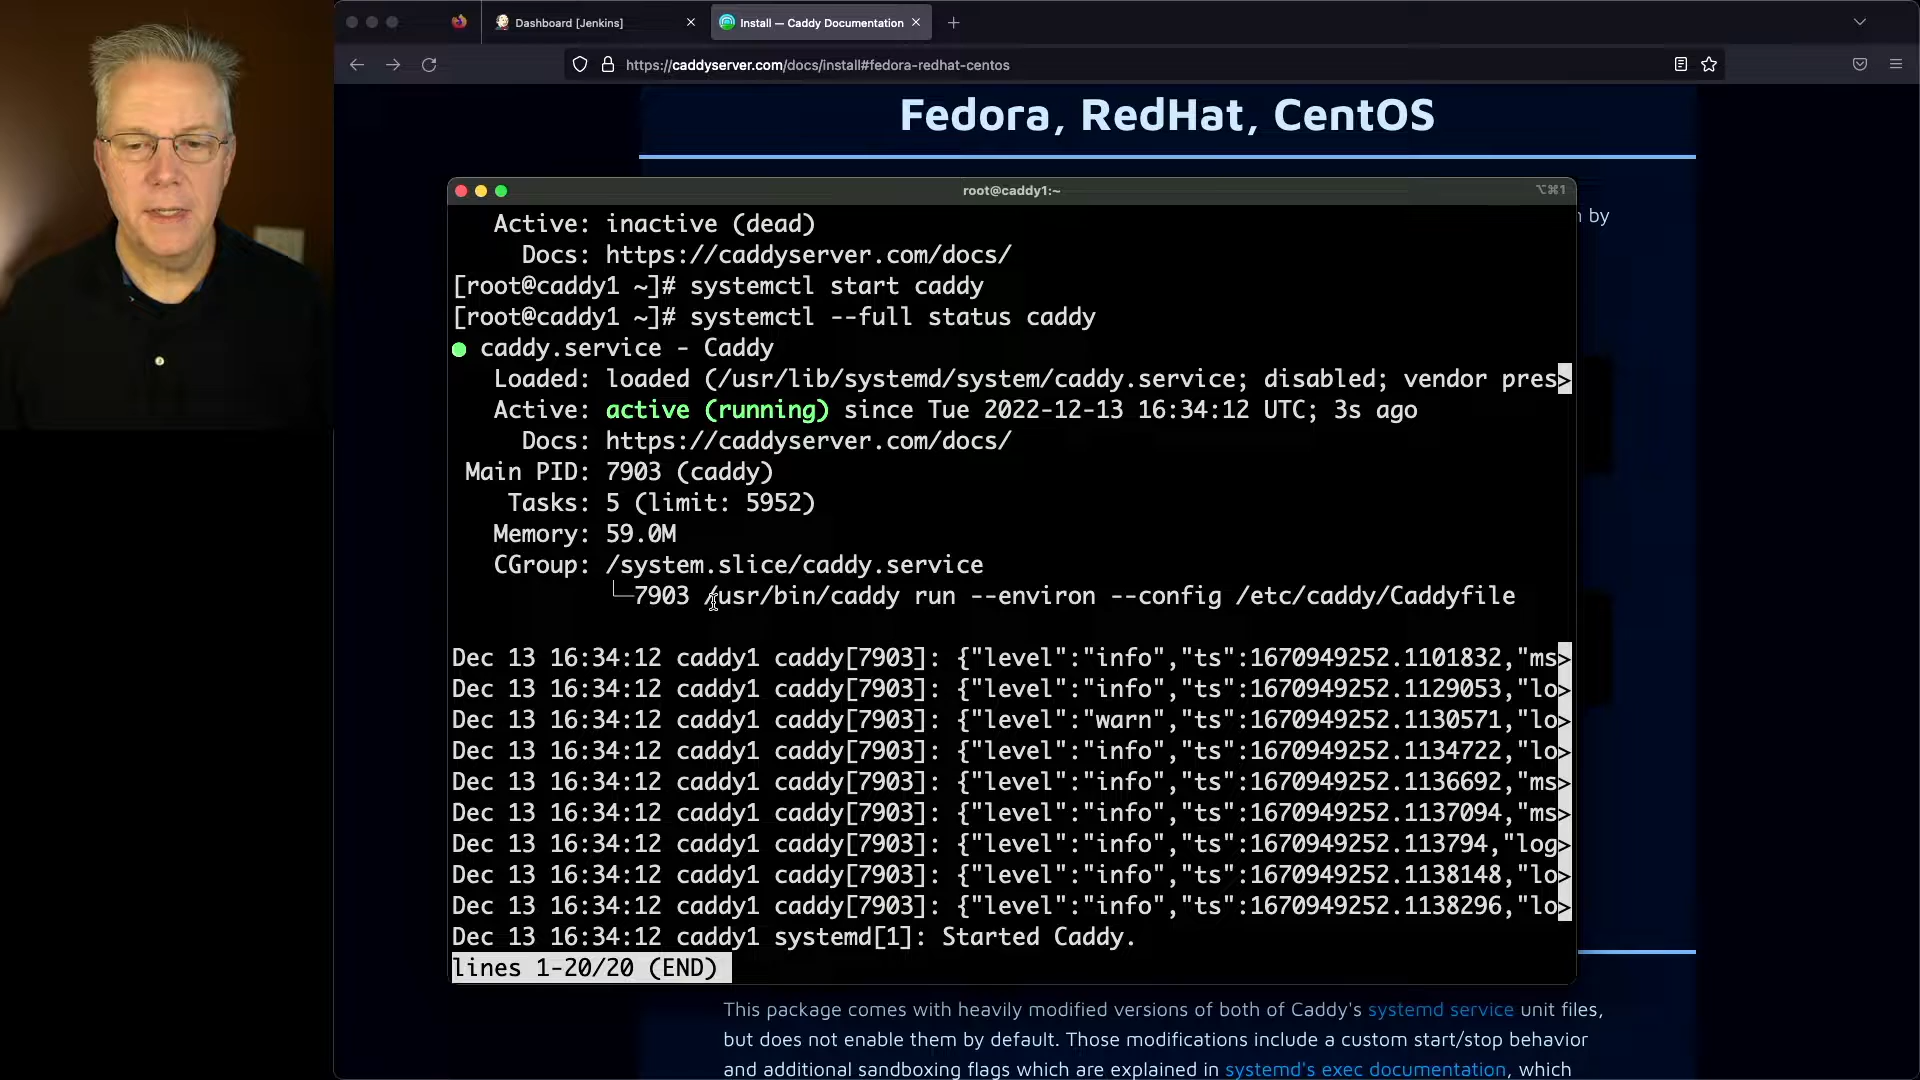 Dashboard [Jenkins]
Install — Caddy Documentation
https://caddyserver.com/docs/install#fedora-redhat-centos
Fedora, RedHat, CentOS
by
root@caddy1:~
⌥⌘1
Active: inactive (dead)
Docs: https://caddyserver.com/docs/
[root@caddy1 ~]# systemctl start caddy
[root@caddy1 ~]# systemctl --full status caddy
● caddy.service - Caddy
Loaded: loaded (/usr/lib/systemd/system/caddy.service; disabled; vendor pres>
Active: active (running) since Tue 2022-12-13 16:34:12 UTC; 3s ago
Docs: https://caddyserver.com/docs/
Main PID: 7903 (caddy)
Tasks: 5 (limit: 5952)
Memory: 59.0M
CGroup: /system.slice/caddy.service
└─7903 /usr/bin/caddy run --environ --config /etc/caddy/Caddyfile
Dec 13 16:34:12 caddy1 caddy[7903]: {"level":"info","ts":1670949252.1101832,"ms>
Dec 13 16:34:12 caddy1 caddy[7903]: {"level":"info","ts":1670949252.1129053,"lo>
Dec 13 16:34:12 caddy1 caddy[7903]: {"level":"warn","ts":1670949252.1130571,"lo>
Dec 13 16:34:12 caddy1 caddy[7903]: {"level":"info","ts":1670949252.1134722,"lo>
Dec 13 16:34:12 caddy1 caddy[7903]: {"level":"info","ts":1670949252.1136692,"ms>
Dec 13 16:34:12 caddy1 caddy[7903]: {"level":"info","ts":1670949252.1137094,"ms>
Dec 13 16:34:12 caddy1 caddy[7903]: {"level":"info","ts":1670949252.113794,"log>
Dec 13 16:34:12 caddy1 caddy[7903]: {"level":"info","ts":1670949252.1138148,"lo>
Dec 13 16:34:12 caddy1 caddy[7903]: {"level":"info","ts":1670949252.1138296,"lo>
Dec 13 16:34:12 caddy1 systemd[1]: Started Caddy.
lines 1-20/20 (END)
This package comes with heavily modified versions of both of Caddy's systemd service unit files,
but does not enable them by default. Those modifications include a custom start/stop behavior
and additional sandboxing flags which are explained in systemd's exec documentation, which